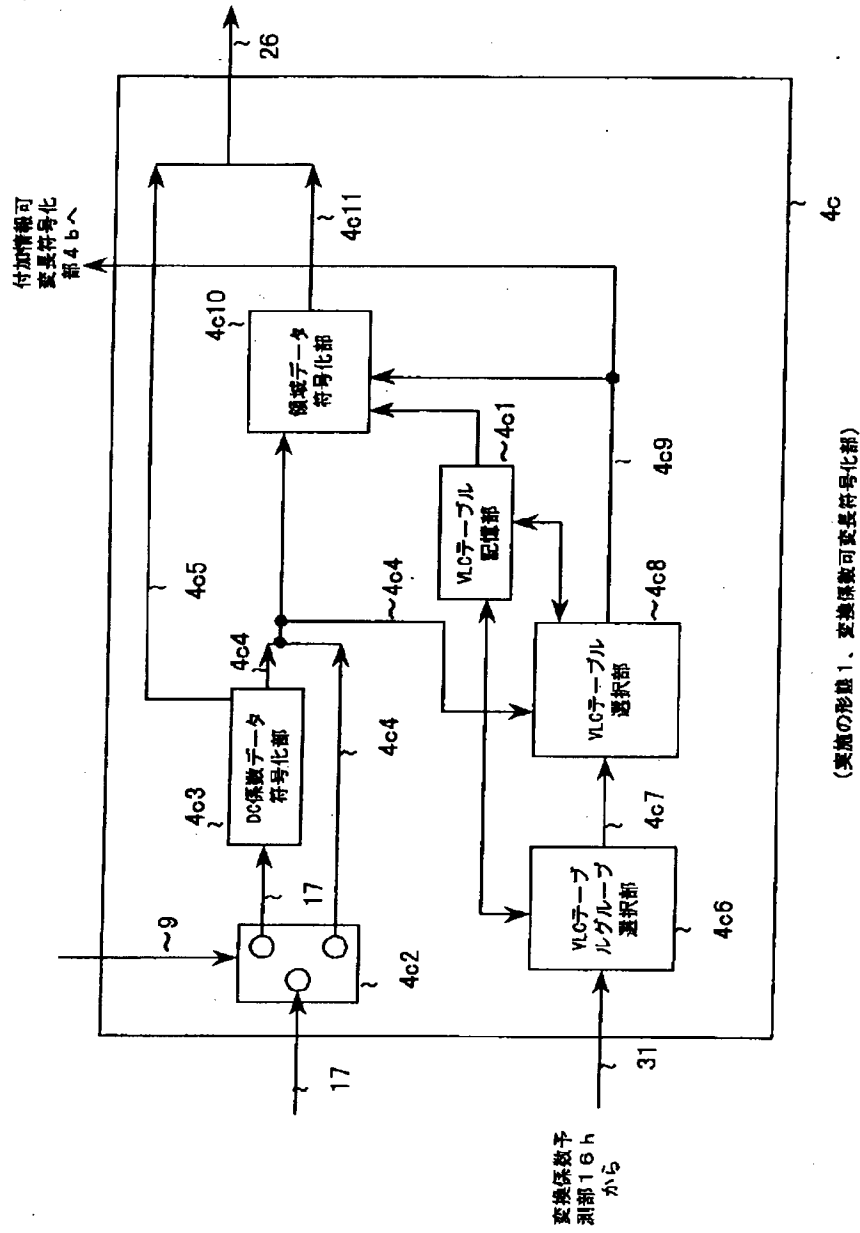 付加情報可
変長符号化
部4bへ
26
4c5
4c11
4c
4c10
領域データ
符号化部
4c3
DC係数データ
符号化部
4c4
4c4
~4c4
VLCテーブル
記憶部
~4c1
~9
17
4c2
17
VLCテーブ
ルグループ
選択部
4c6
4c7
VLCテーブル
選択部
~4c8
4c9
31
変換係数予
測部16h
から
(実施の形態1、変換係数可変長符号化部)